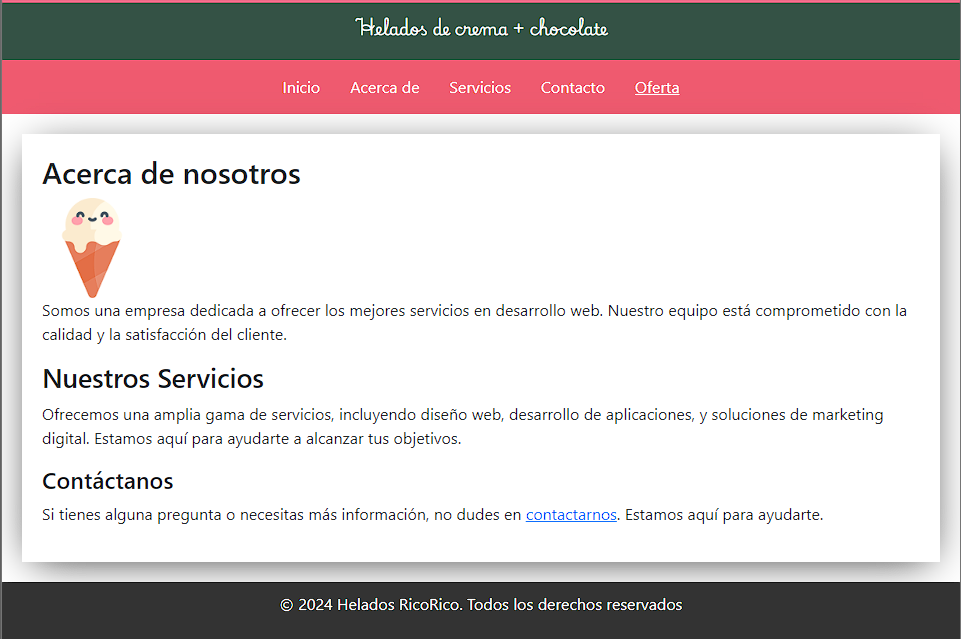 Helados de crema + chocolate
Inicio Acerca de Servicios Contacto Oferta
Acerca de nosotros
Somos una empresa dedicada a ofrecer los mejores servicios en desarrollo web. Nuestro equipo está comprometido con la
calidad y la satisfacción del cliente.
Nuestros Servicios
Ofrecemos una amplia gama de servicios, incluyendo diseño web, desarrollo de aplicaciones, y soluciones de marketing
digital. Estamos aquí para ayudarte a alcanzar tus objetivos.
Contáctanos
Si tienes alguna pregunta o necesitas más información, no dudes en contactarnos. Estamos aquí para ayudarte.
© 2024 Helados RicoRico. Todos los derechos reservados